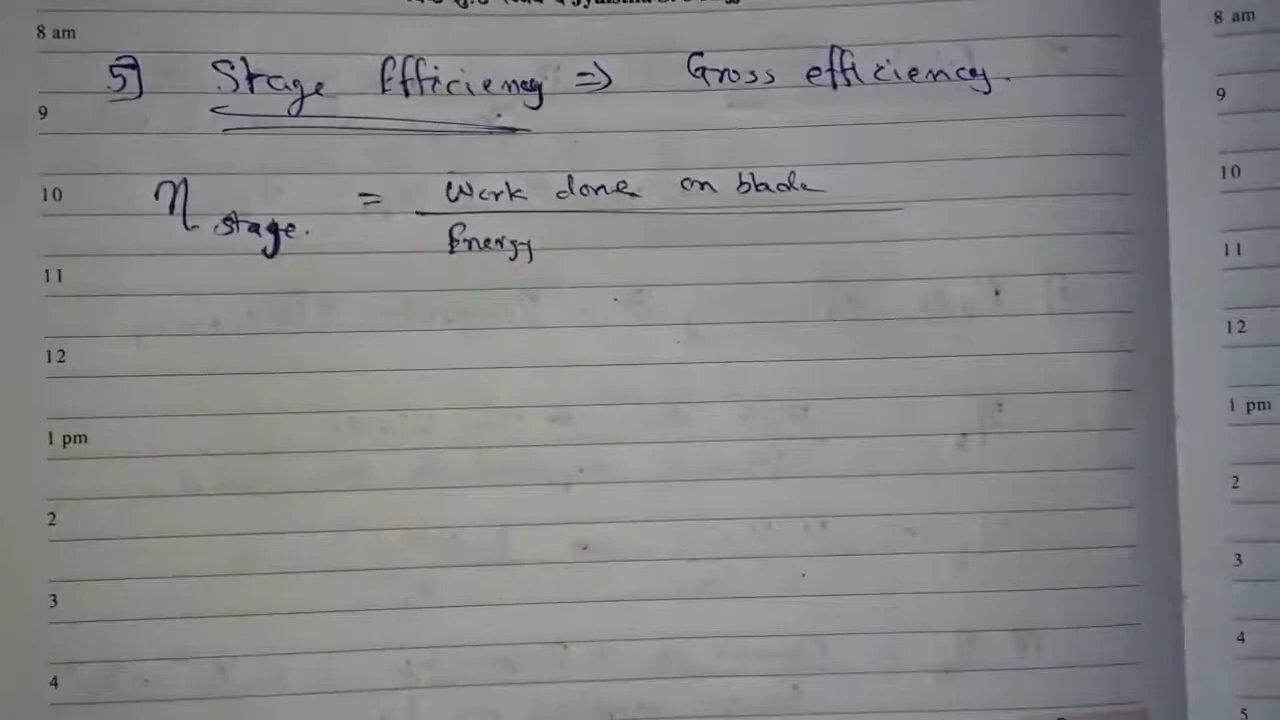 8 am
5] Stage Efficiency ⇒ Gross efficiency.
9
10
η stage. = Work done on blade
Energy
11
12
1 pm
2
3
4
8 am
9
10
11
12
1 pm
2
3
4
5